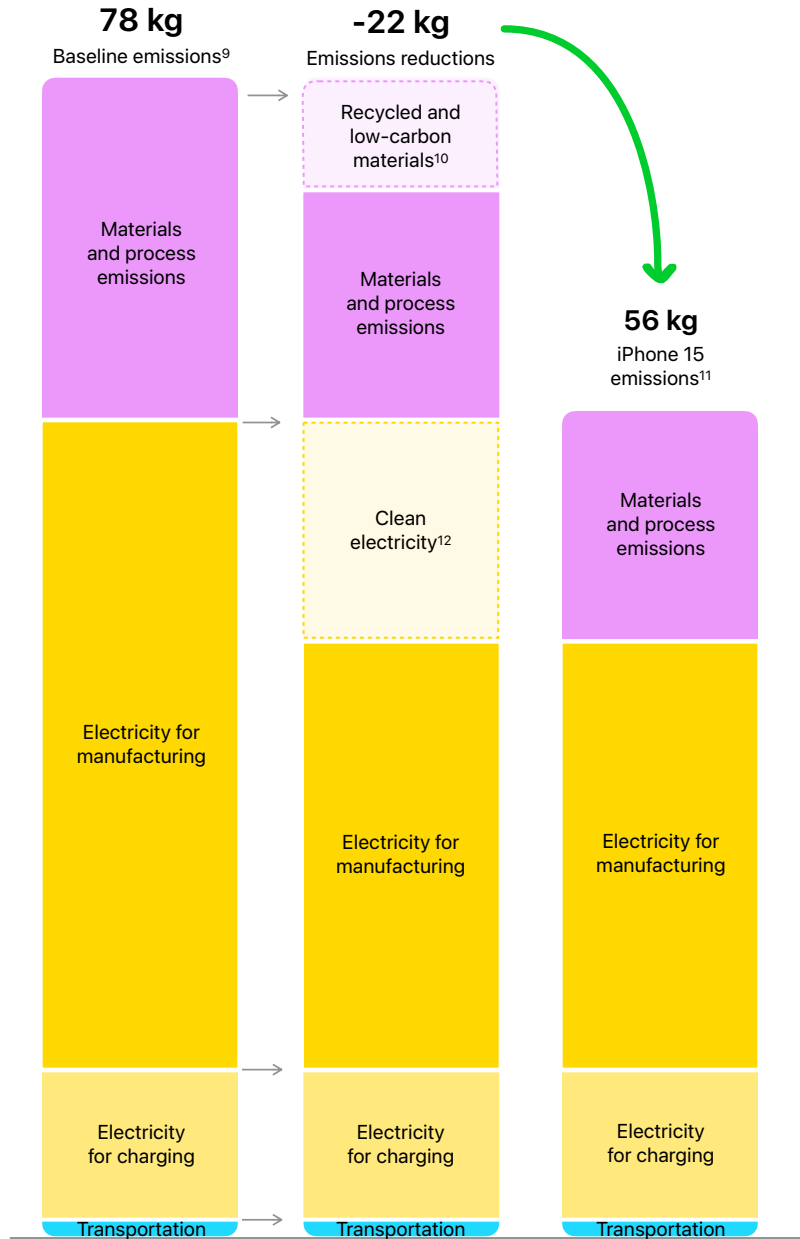 78 kg
Baseline emissions⁹
Materials
and process
emissions
Electricity for
manufacturing
Electricity
for charging
Transportation
-22 kg
Emissions reductions
Recycled and
low-carbon
materials¹⁰
Materials
and process
emissions
Clean
electricity¹²
Electricity for
manufacturing
Electricity
for charging
Transportation
56 kg
iPhone 15
emissions¹¹
Materials
and process
emissions
Electricity for
manufacturing
Electricity
for charging
Transportation